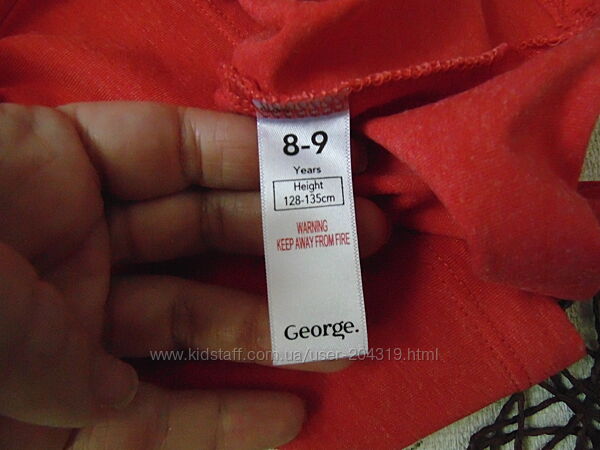 8-9
Years
Height
128-135cm
WARNING
KEEP AWAY FROM FIRE
George.
www.kidstaff.com.ua/user-204319.html